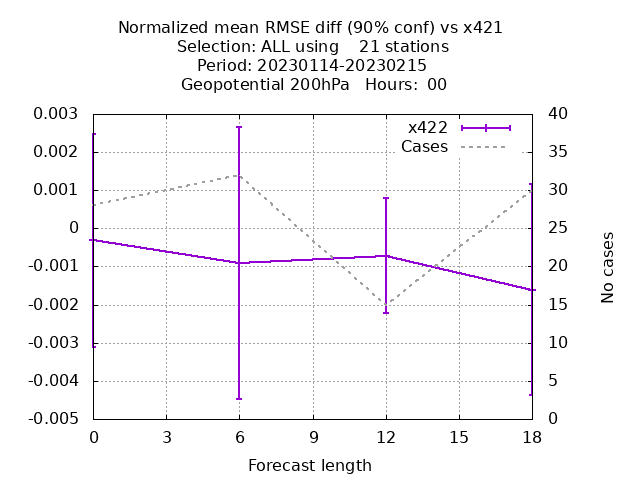 Normalized mean RMSE diff (90% conf) vs x421
Selection: ALL using    21 stations
Period: 20230114-20230215
Geopotential 200hPa   Hours:  00
0.003
0.002
0.001
0
-0.001
-0.002
-0.003
-0.004
-0.005
x422
Cases
40
35
30
25
20
15
10
5
0
No cases
0 3 6 9 12 15 18
Forecast length